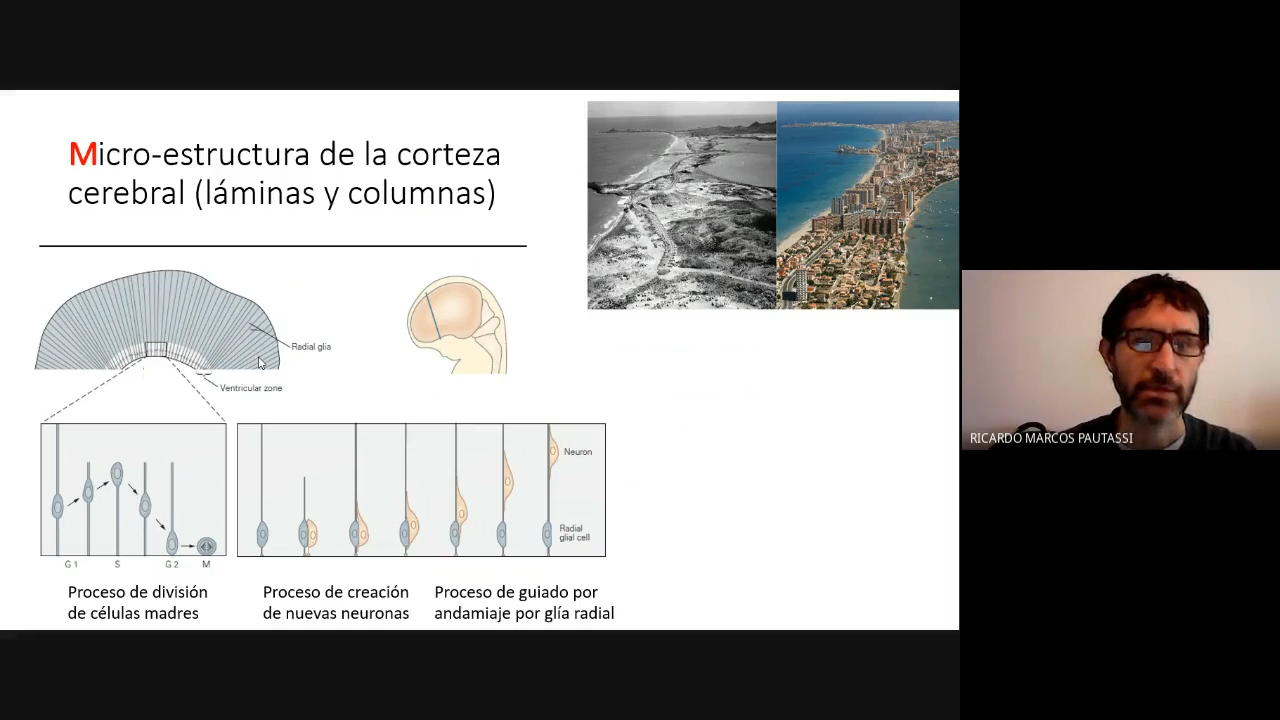 Micro-estructura de la corteza
cerebral (láminas y columnas)
Radial glia
Ventricular zone
Neuron
Radial
glial cell
G 1
S
G 2
M
Proceso de división
de células madres
Proceso de creación
de nuevas neuronas
Proceso de guiado por
andamiaje por glía radial
RICARDO MARCOS PAUTASSI